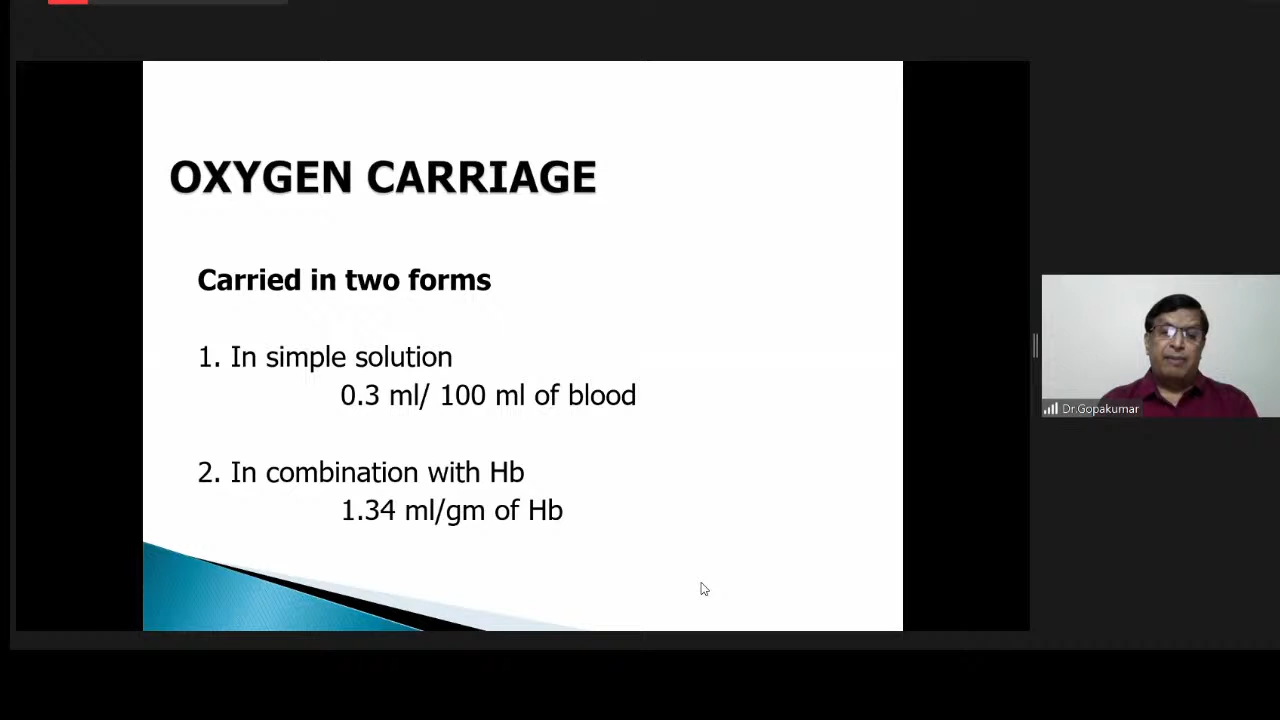 OXYGEN CARRIAGE
Carried in two forms
1. In simple solution
0.3 ml/ 100 ml of blood
2. In combination with Hb
1.34 ml/gm of Hb
Dr.Gopakumar